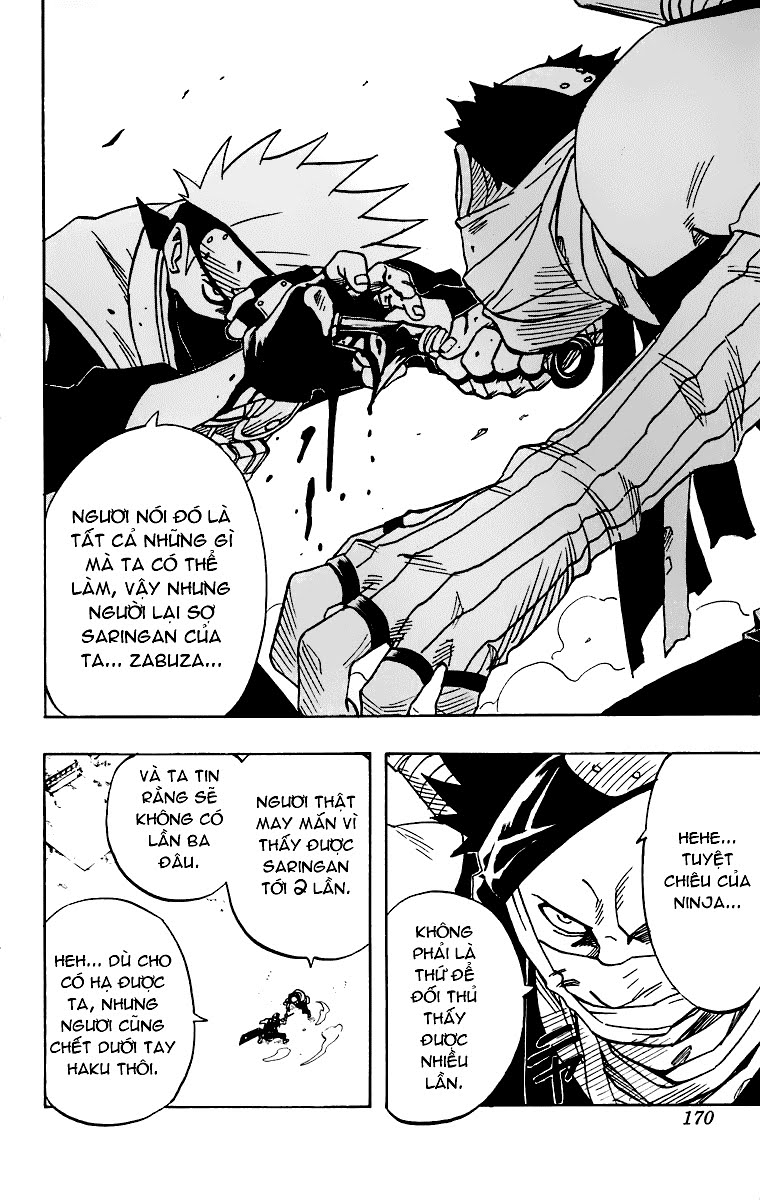 NGƯƠI NÓI ĐÓ LÀ
TẤT CẢ NHỮNG GÌ
MÀ TA CÓ THỂ
LÀM, VẬY NHƯNG
NGƯỜI LẠI SỢ
SARINGAN CỦA
TA... ZABUZA...
HEHE...
TUYỆT
CHIÊU CỦA
NINJA...
KHÔNG
PHẢI LÀ
THỨ ĐỂ
ĐỐI THỦ
THẤY
ĐƯỢC
NHIỀU
LẦN.
NGƯƠI THẬT
MAY MẮN VÌ
THẤY ĐƯỢC
SARINGAN
TỚI 2 LẦN.
VÀ TA TIN
RẰNG SẼ
KHÔNG CÓ
LẦN BA
ĐÂU.
HEH... DÙ CHO
CÓ HẠ ĐƯỢC
TA, NHƯNG
NGƯƠI CŨNG
CHẾT DƯỚI TAY
HAKU THÔI.
170